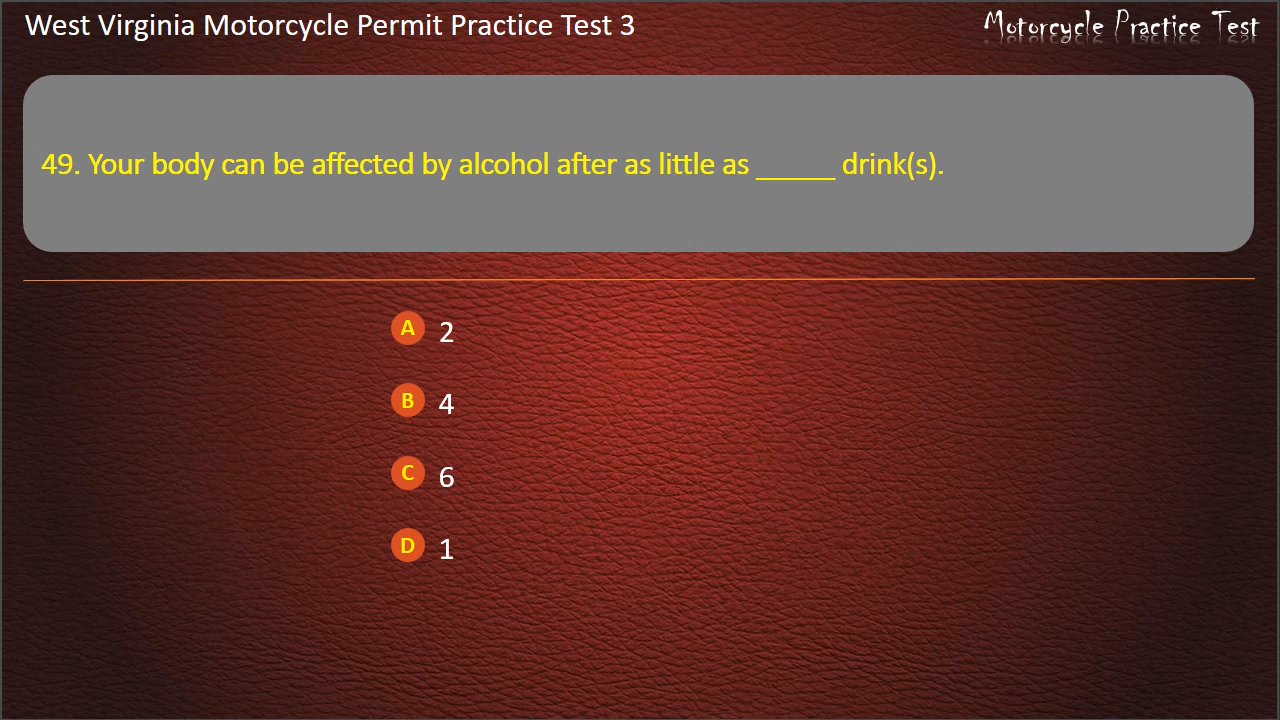 West Virginia Motorcycle Permit Practice Test 3
Motorcycle Practice Test
49. Your body can be affected by alcohol after as little as _____ drink(s).
A 2
B 4
C 6
D 1